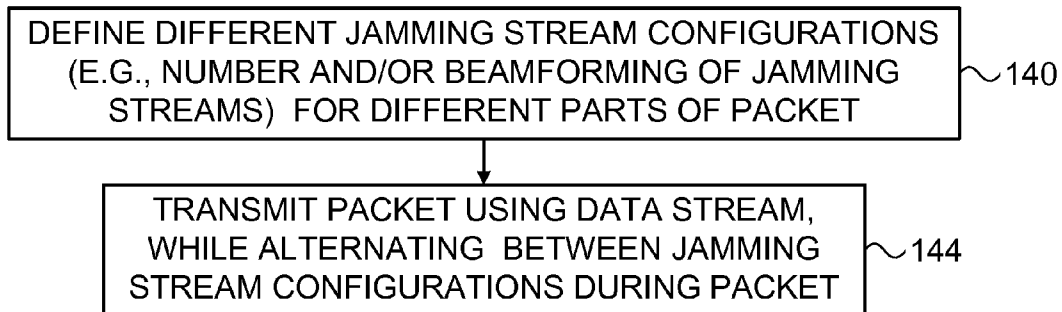 DEFINE DIFFERENT JAMMING STREAM CONFIGURATIONS
(E.G., NUMBER AND/OR BEAMFORMING OF JAMMING
STREAMS) FOR DIFFERENT PARTS OF PACKET
140
TRANSMIT PACKET USING DATA STREAM,
WHILE ALTERNATING BETWEEN JAMMING
STREAM CONFIGURATIONS DURING PACKET
144